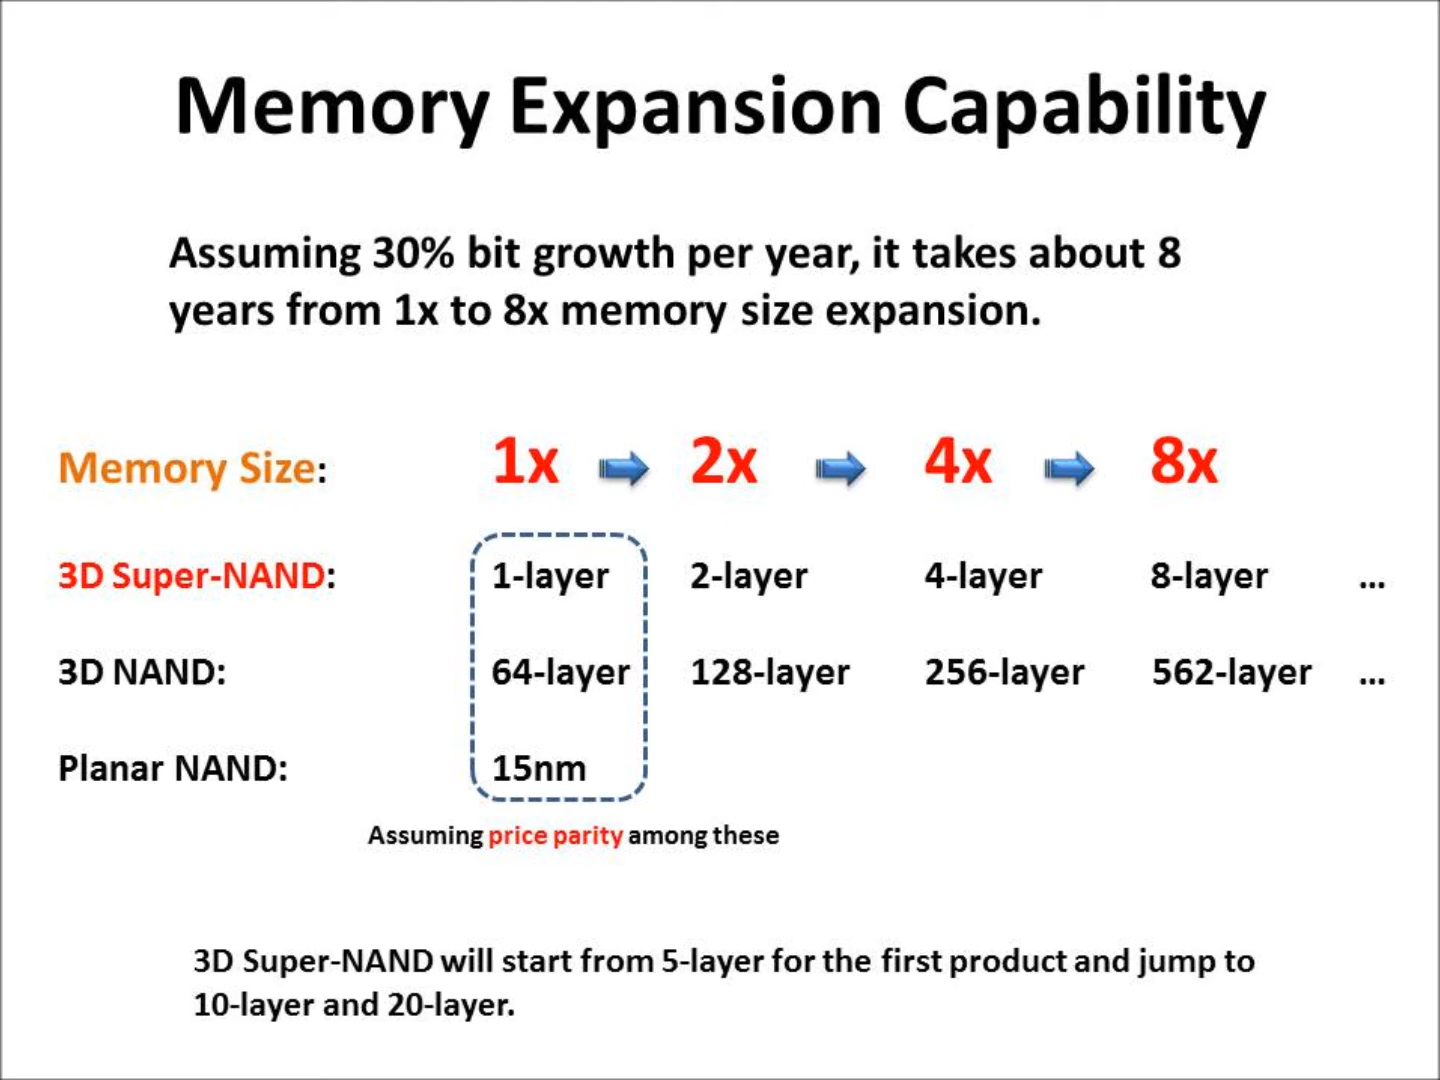 Memory Expansion Capability
Assuming 30% bit growth per year, it takes about 8
years from 1x to 8x memory size expansion.
Memory Size: 1x 2x 4x 8x
3D Super-NAND: 1-layer 2-layer 4-layer 8-layer ...
3D NAND: 64-layer 128-layer 256-layer 562-layer ...
Planar NAND: 15nm
Assuming price parity among these
3D Super-NAND will start from 5-layer for the first product and jump to
10-layer and 20-layer.